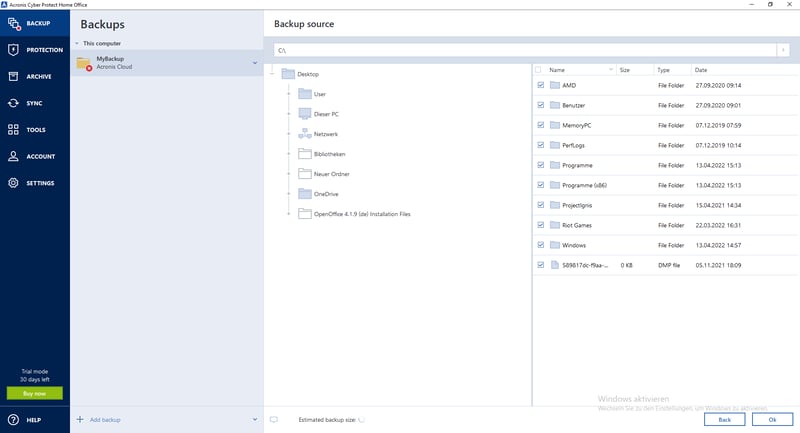 Acronis Cyber Protect Home Office
BACKUP
PROTECTION
ARCHIVE
SYNC
TOOLS
ACCOUNT
SETTINGS
Trial mode
30 days left
Buy now
HELP
Backups
This computer
MyBackup
Acronis Cloud
Add backup
Backup source
C:\
Desktop
User
Dieser PC
Netzwerk
Bibliotheken
Neuer Ordner
OneDrive
OpenOffice 4.1.9 (de) Installation Files
Name Size Type Date
AMD File Folder 27.09.2020 09:14
Benutzer File Folder 27.09.2020 09:01
MemoryPC File Folder 07.12.2019 07:59
PerfLogs File Folder 07.12.2019 10:14
Programme File Folder 13.04.2022 15:13
Programme (x86) File Folder 13.04.2022 15:13
ProjectIgnis File Folder 15.04.2021 14:34
Riot Games File Folder 22.03.2022 16:31
Windows File Folder 13.04.2022 14:57
589817dc-f9aa-... 0 KB DMP file 05.11.2021 18:09
Windows aktivieren
Wechseln Sie zu den Einstellungen, um Windows zu aktivieren.
Estimated backup size:
Back
Ok